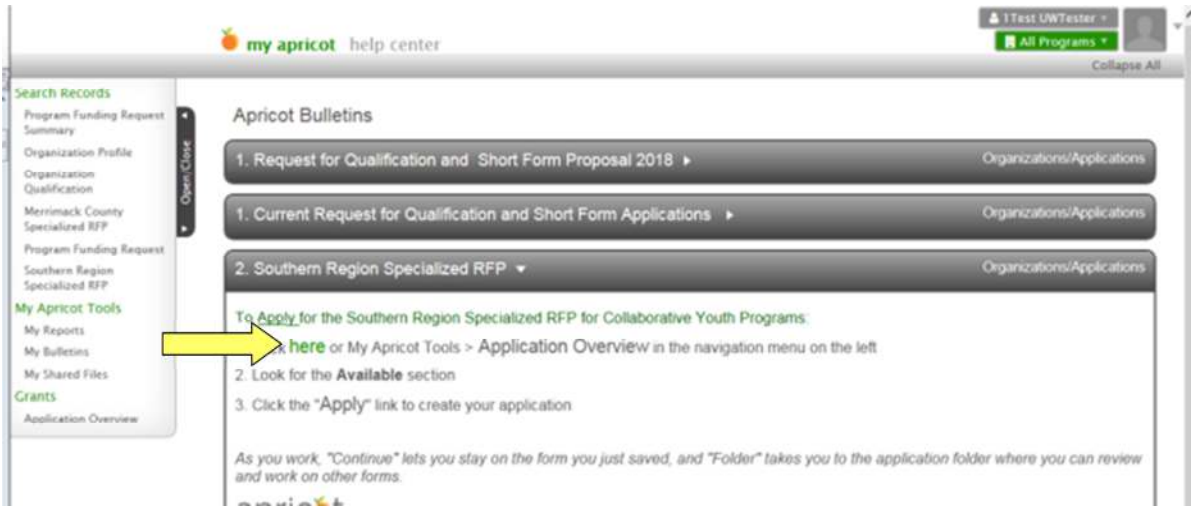 1Test UWTester
my apricot help center
All Programs
Collapse All
Search Records
Program Funding Request
Summary
Organization Profile
Organization
Qualification
Merrimack County
Specialized RFP
Program Funding Request
Southern Region
Specialized RFP
My Apricot Tools
My Reports
My Bulletins
My Shared Files
Grants
Application Overview
Open/Close
Apricot Bulletins
1. Request for Qualification and Short Form Proposal 2018 Organizations/Applications
1. Current Request for Qualification and Short Form Applications Organizations/Applications
2. Southern Region Specialized RFP Organizations/Applications
To Apply for the Southern Region Specialized RFP for Collaborative Youth Programs:
here or My Apricot Tools > Application Overview in the navigation menu on the left
2. Look for the Available section
3. Click the "Apply" link to create your application
As you work, "Continue" lets you stay on the form you just saved, and "Folder" takes you to the application folder where you can review
and work on other forms.